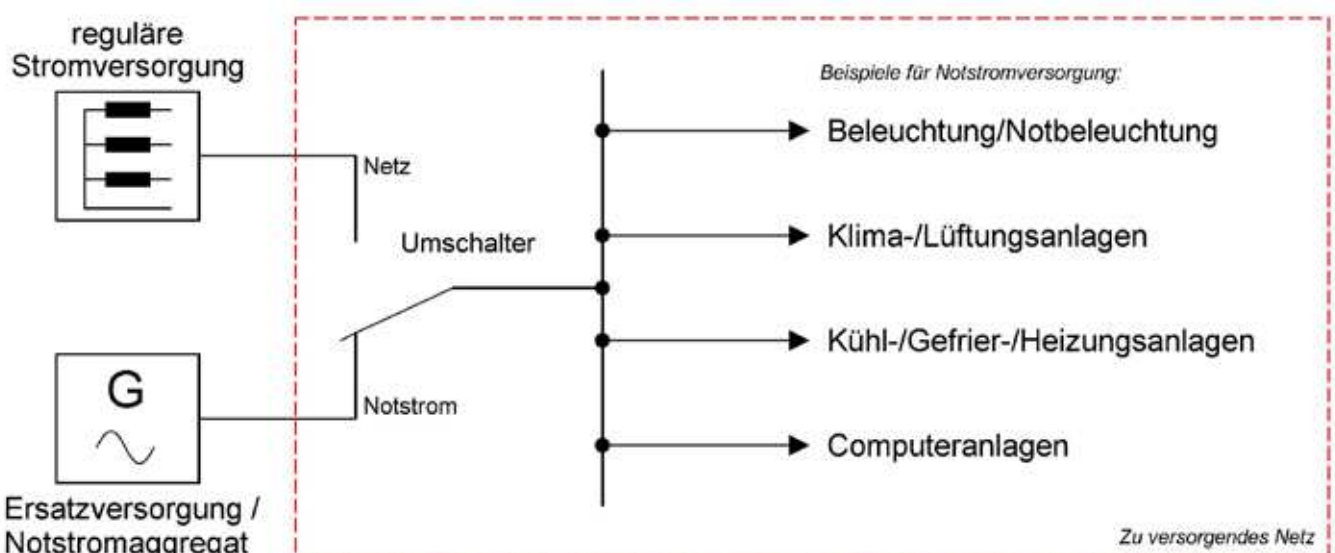 reguläre
Stromversorgung
Beispiele für Notstromversorgung:
Beleuchtung/Notbeleuchtung
Netz
Klima-/Lüftungsanlagen
Umschalter
Kühl-/Gefrier-/Heizungsanlagen
G
Notstrom
Computeranlagen
Ersatzversorgung /
Notstromaggregat
Zu versorgendes Netz